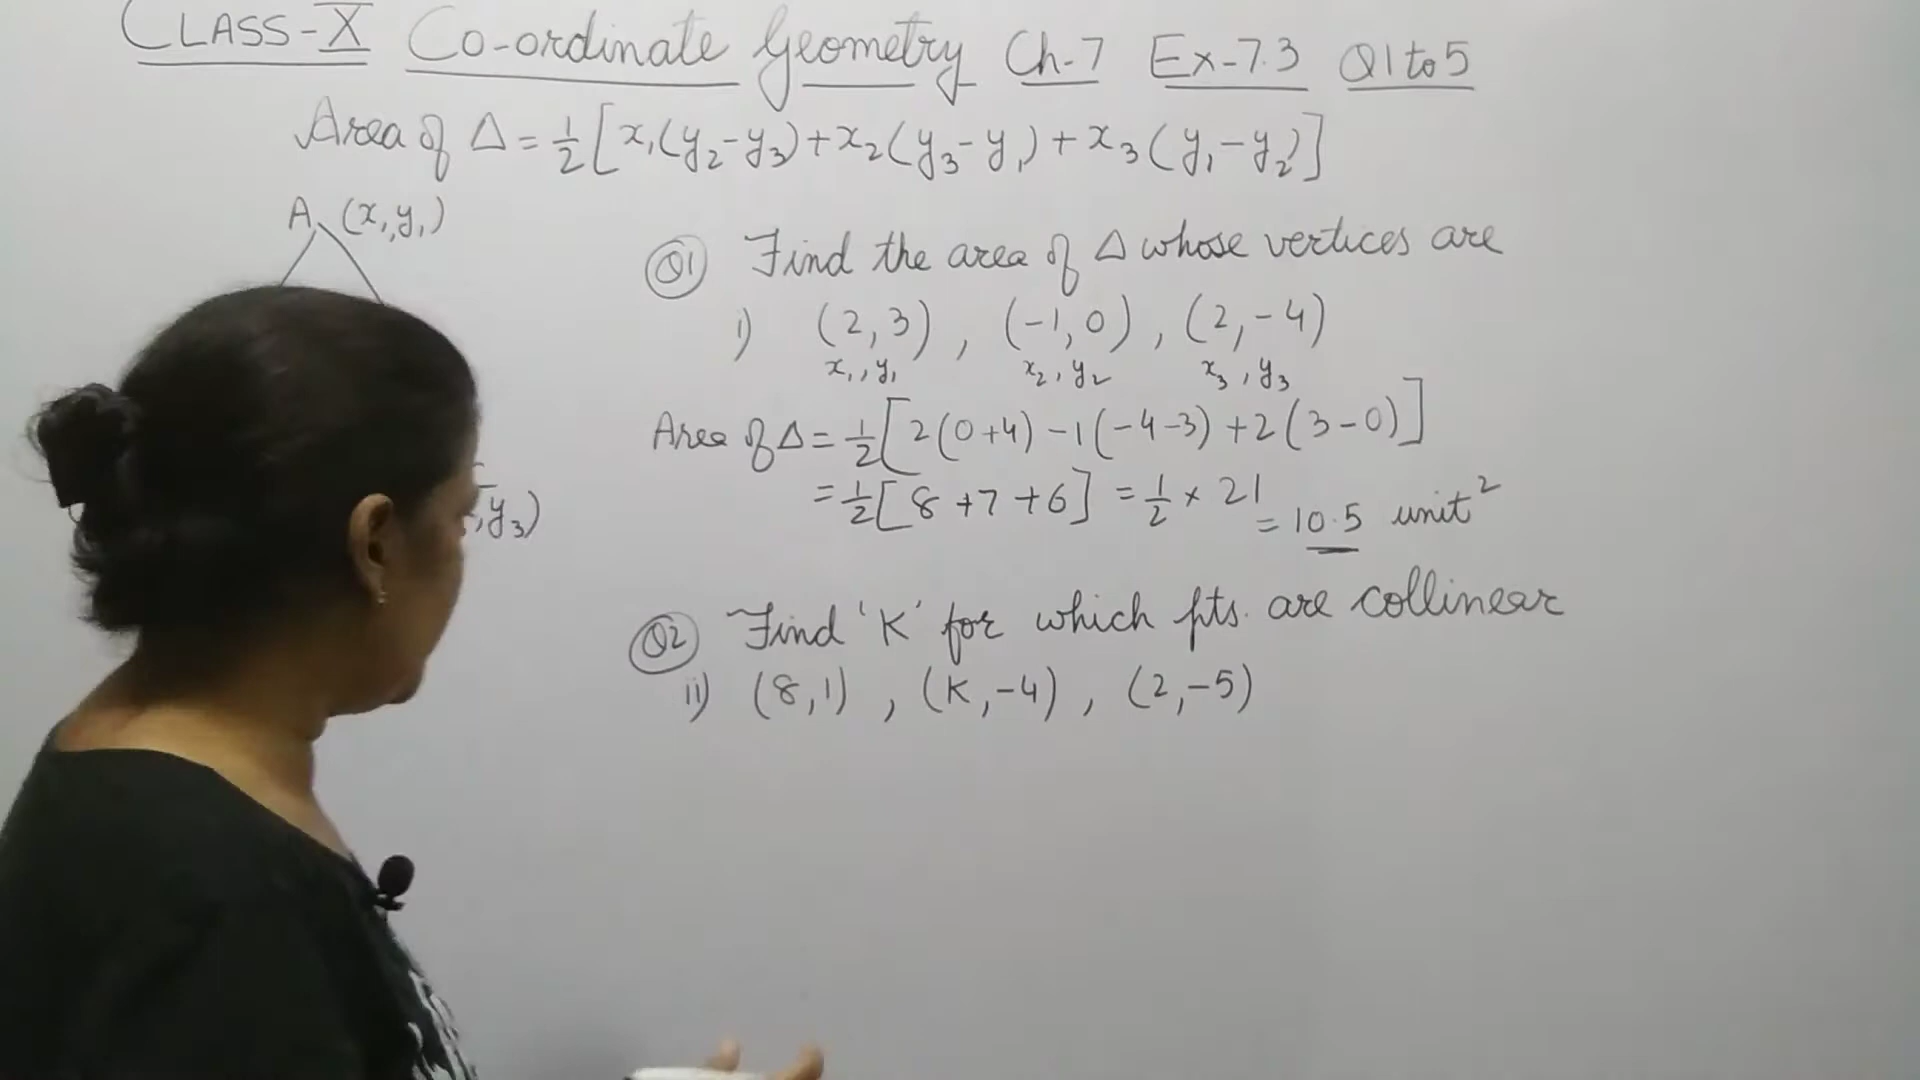 CLASS-X Co-ordinate Geometry Ch-7 Ex-7.3 Q1 to 5
Area of Δ = 1/2 [x₁(y₂-y₃)+x₂(y₃-y₁)+x₃(y₁-y₂)]
A (x₁,y₁)
,y₃)
Q1 Find the area of Δ whose vertices are
i) (2,3) , (-1,0) , (2,-4)
x₁,y₁ x₂,y₂ x₃,y₃
Area of Δ = 1/2 [2(0+4) -1(-4-3) +2(3-0)]
= 1/2 [8 +7 +6] = 1/2 × 21 = 10.5 unit²
Q2 Find 'K' for which pts. are collinear
ii) (8,1) , (K,-4) , (2,-5)